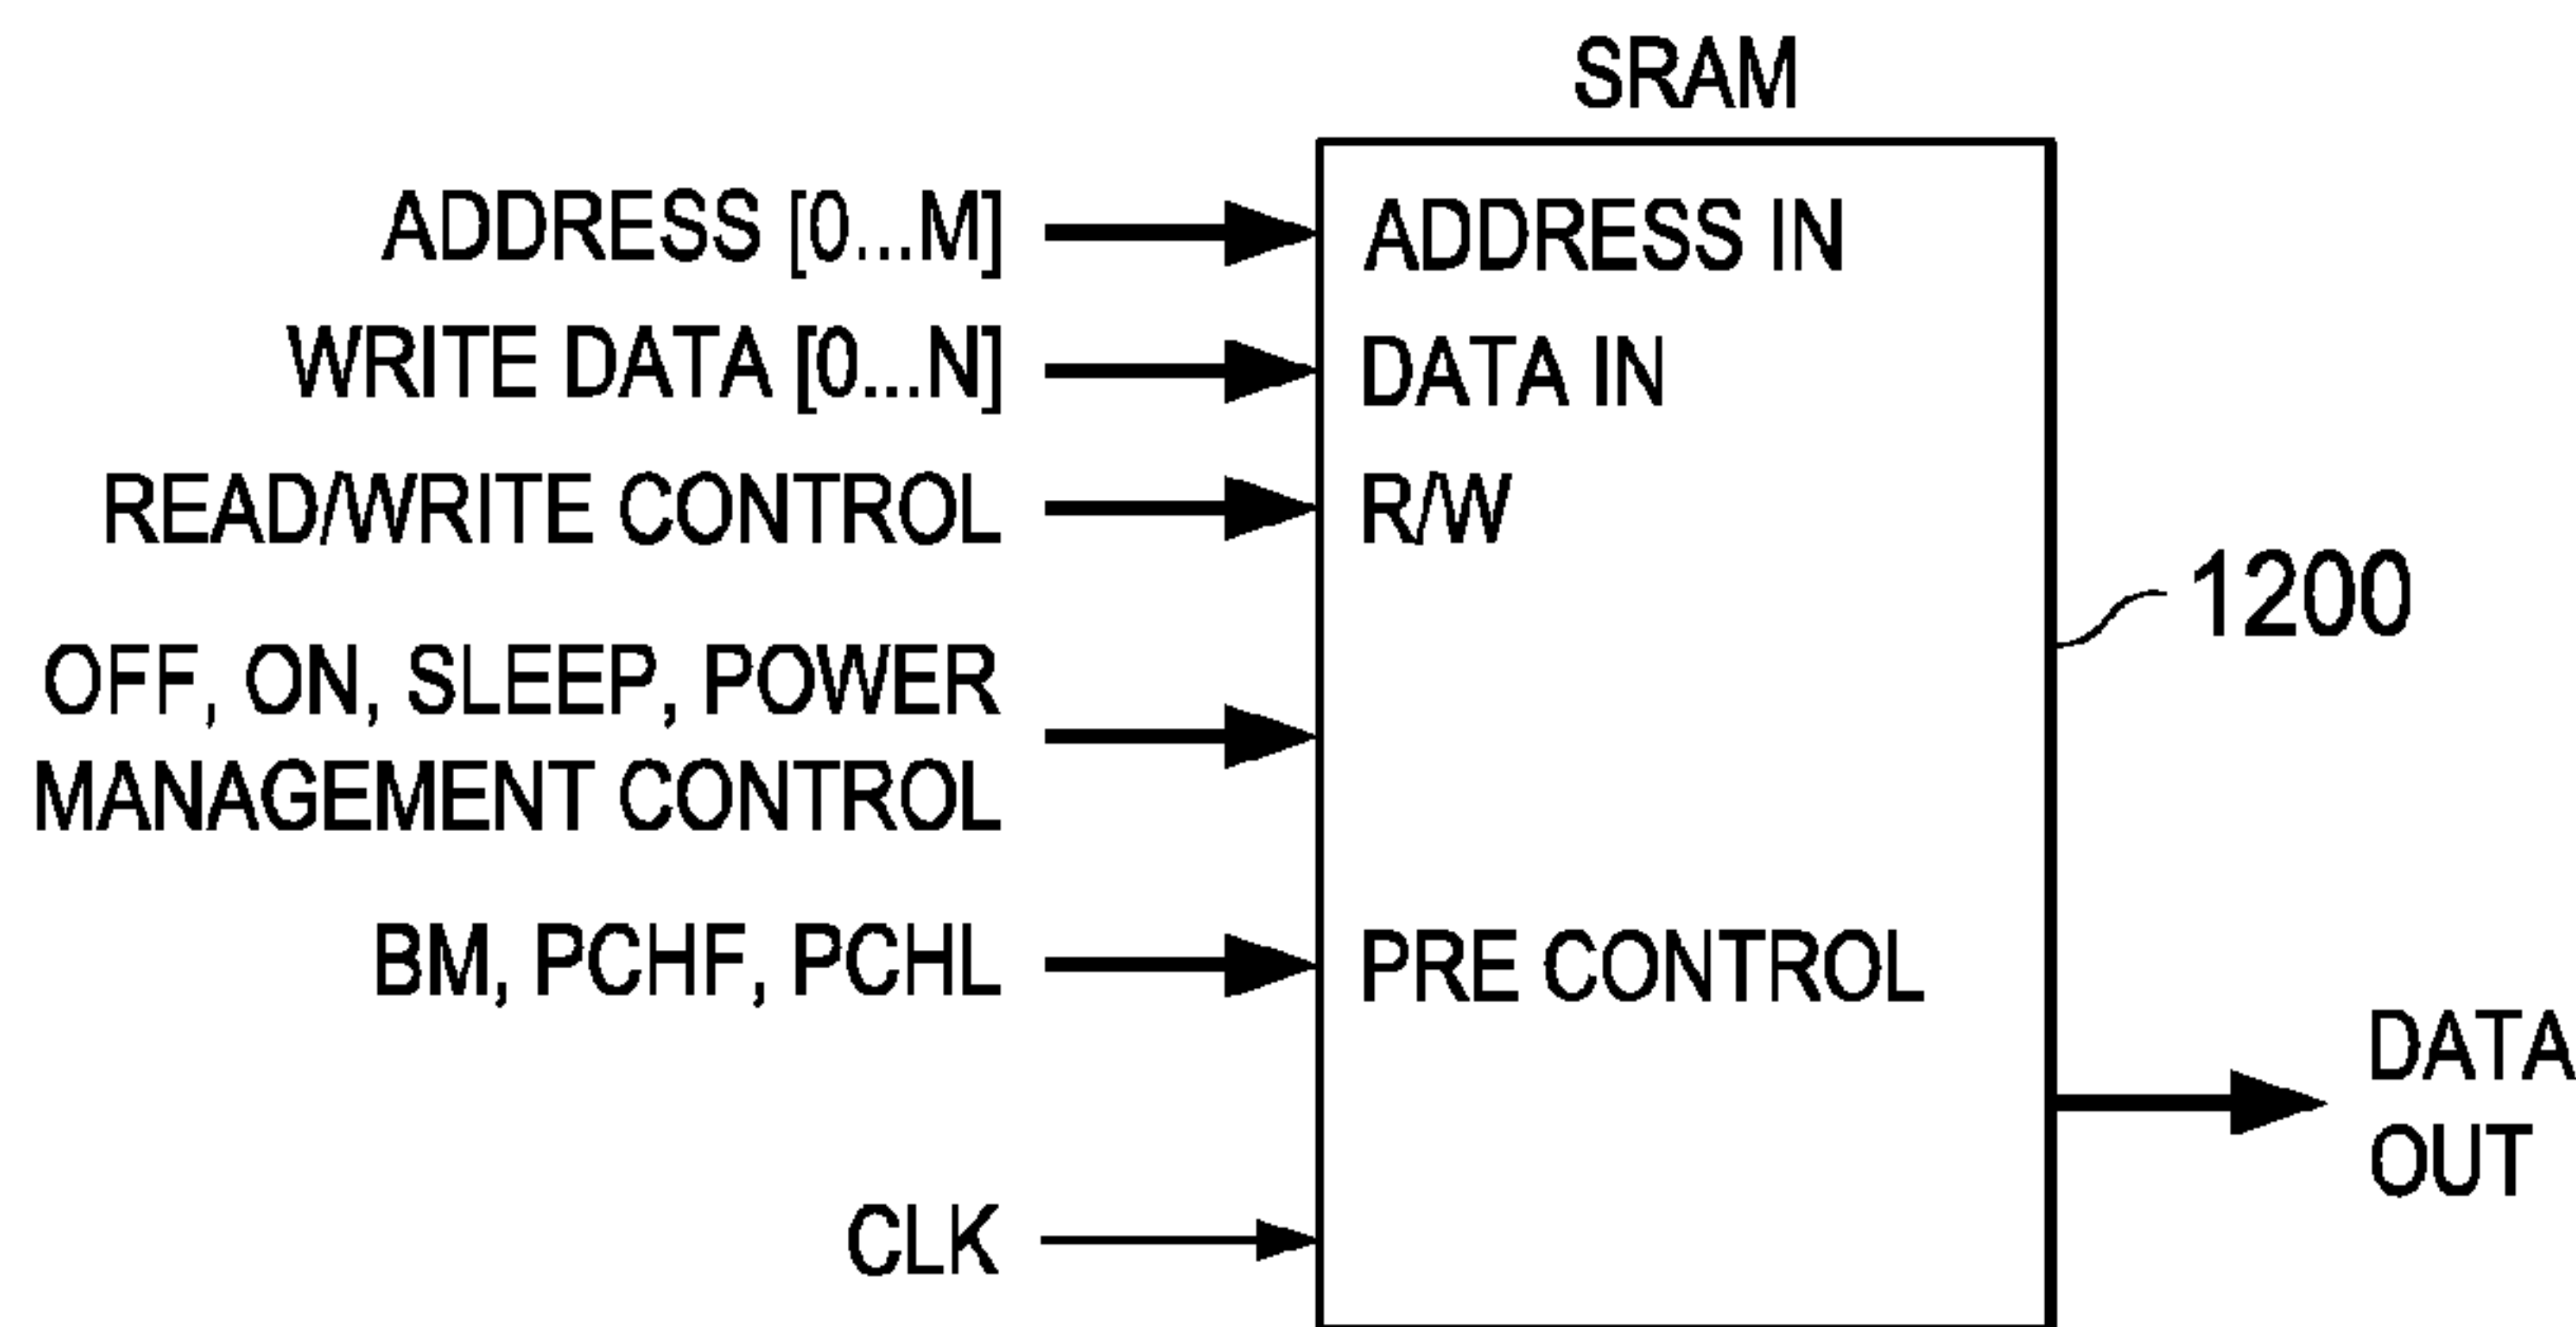 SRAM
ADDRESS [0...M]
ADDRESS IN
WRITE DATA [0...N]
DATA IN
READ/WRITE CONTROL
R/W
1200
OFF, ON, SLEEP, POWER
MANAGEMENT CONTROL
BM, PCHF, PCHL
PRE CONTROL
DATA
OUT
CLK